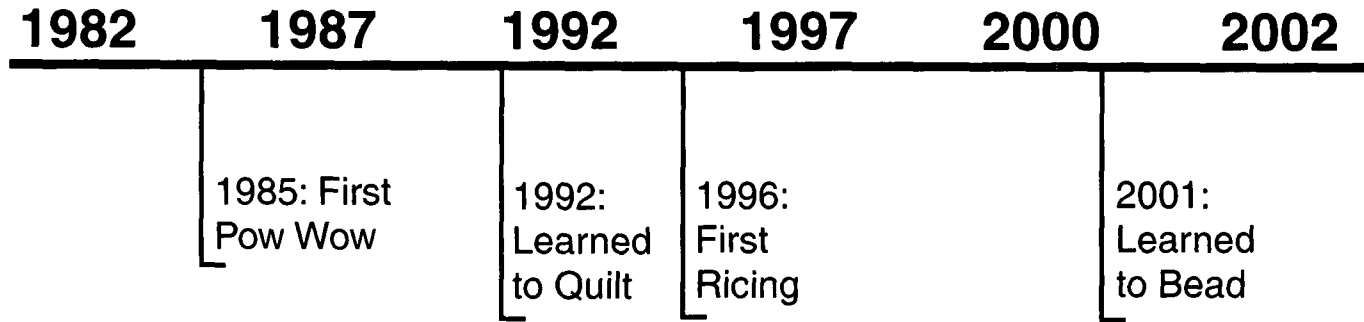 1982 1987 1992 1997 2000 2002
1985: First
Pow Wow
1992:
Learned
to Quilt
1996:
First
Ricing
2001:
Learned
to Bead